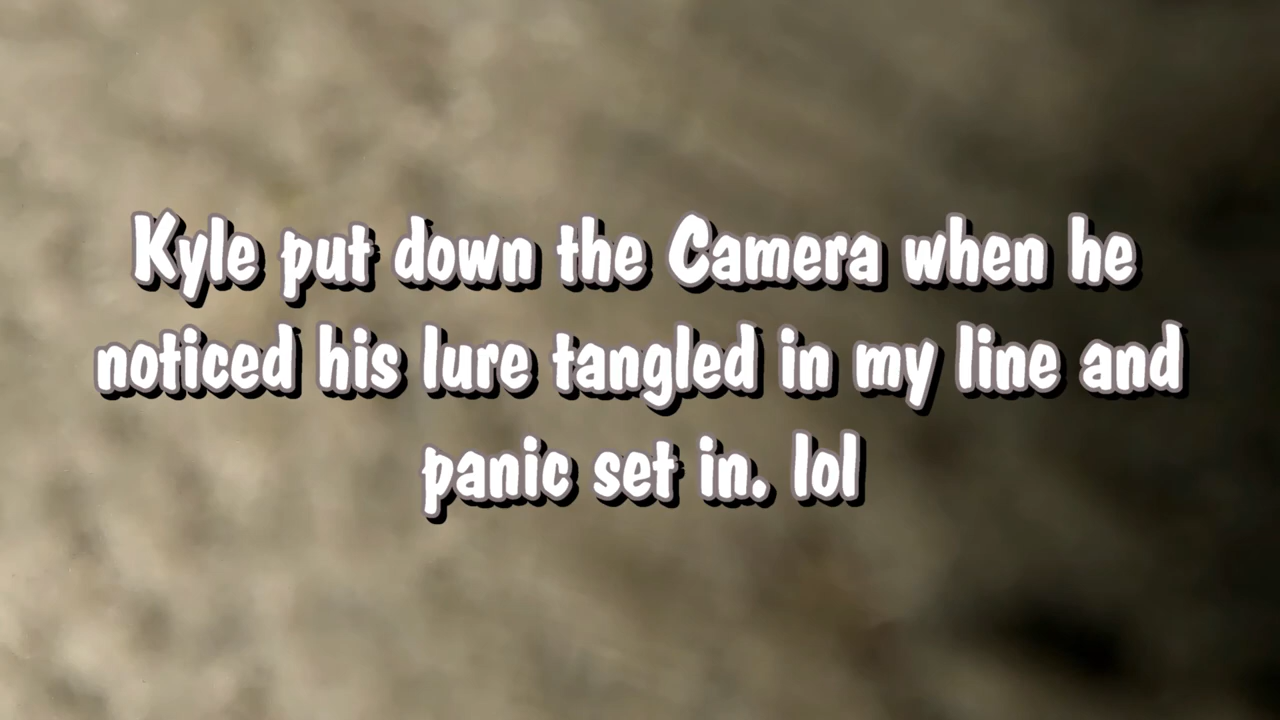 Kyle put down the Camera when he
noticed his lure tangled in my line and
panic set in. lol